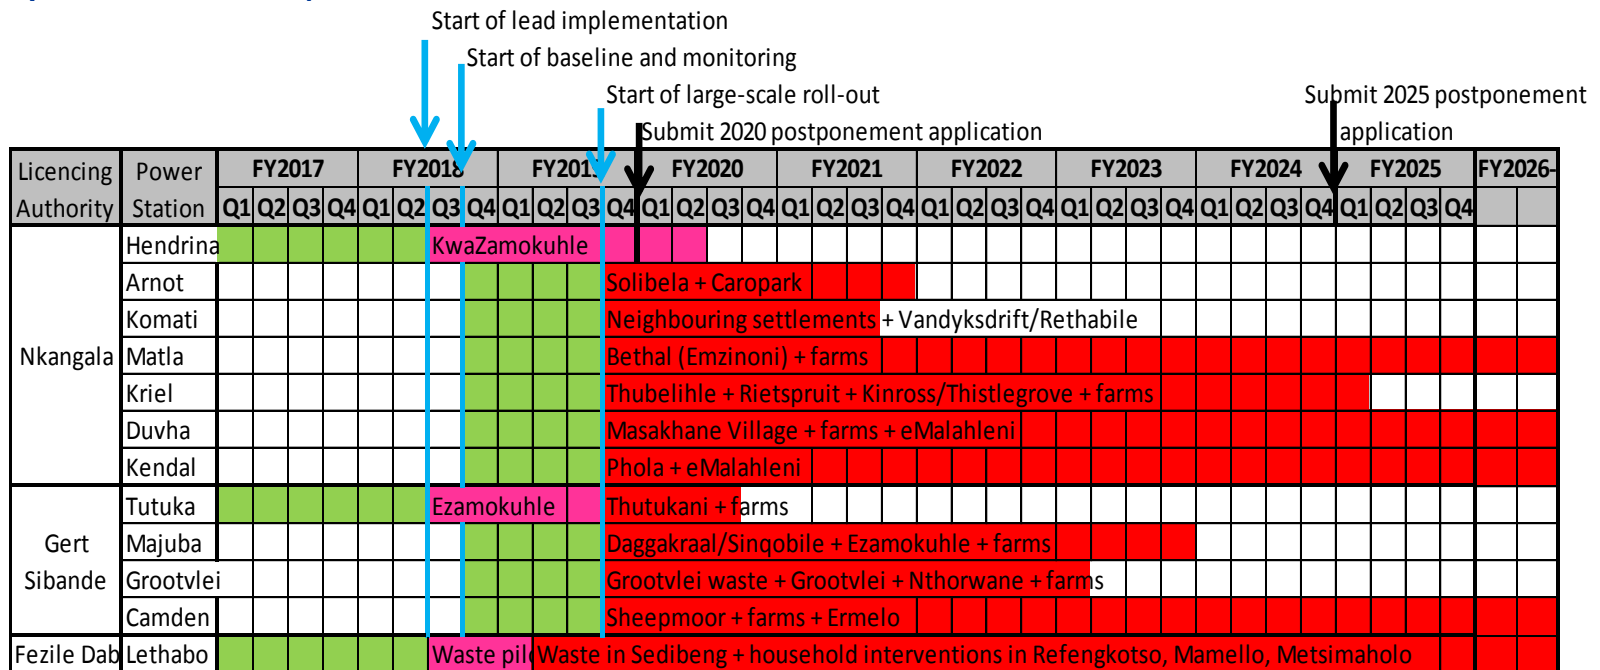 Start of lead implementation
Start of baseline and monitoring
Start of large-scale roll-out
Submit 2025 postponement
Submit 2020 postponement application
application
Licencing Authority Power Station FY2017 FY2018 FY2019 FY2020 FY2021 FY2022 FY2023 FY2024 FY2025 FY2026-
Q1 Q2 Q3 Q4 Q1 Q2 Q3 Q4 Q1 Q2 Q3 Q4 Q1 Q2 Q3 Q4 Q1 Q2 Q3 Q4 Q1 Q2 Q3 Q4 Q1 Q2 Q3 Q4 Q1 Q2 Q3 Q4 Q1 Q2 Q3 Q4
Nkangala
Hendrina KwaZamokuhle
Arnot Solibela + Caropark
Komati Neighbouring settlements + Vandyksdrift/Rethabile
Matla Bethal (Emzinoni) + farms
Kriel Thubelihle + Rietspruit + Kinross/Thistlegrove + farms
Duvha Masakhane Village + farms + eMalahleni
Kendal Phola + eMalahleni
Gert Sibande
Tutuka Ezamokuhle Thutukani + farms
Majuba Daggakraal/Sinqobile + Ezamokuhle + farms
Grootvlei Grootvlei waste + Grootvlei + Nthorwane + farms
Camden Sheepmoor + farms + Ermelo
Fezile Dab Lethabo Waste pil Waste in Sedibeng + household interventions in Refengkotso, Mamello, Metsimaholo